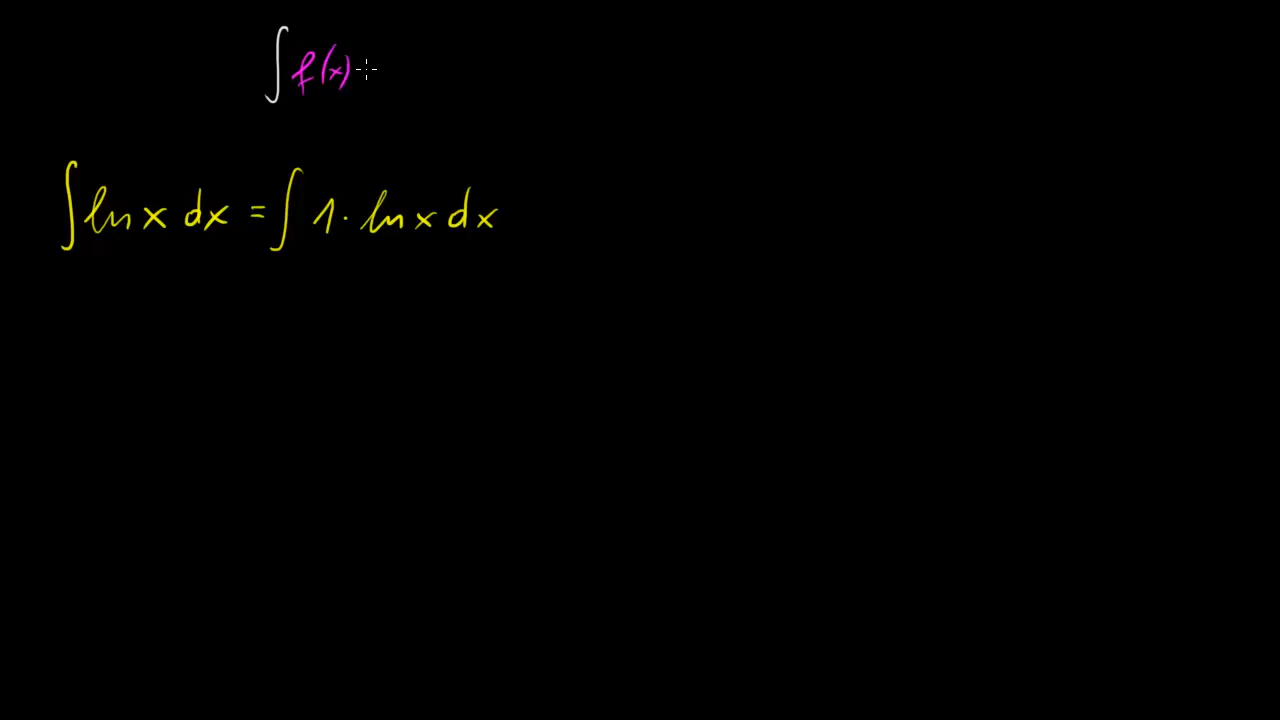 ∫ f(x)
∫ ln x dx = ∫ 1 · ln x dx